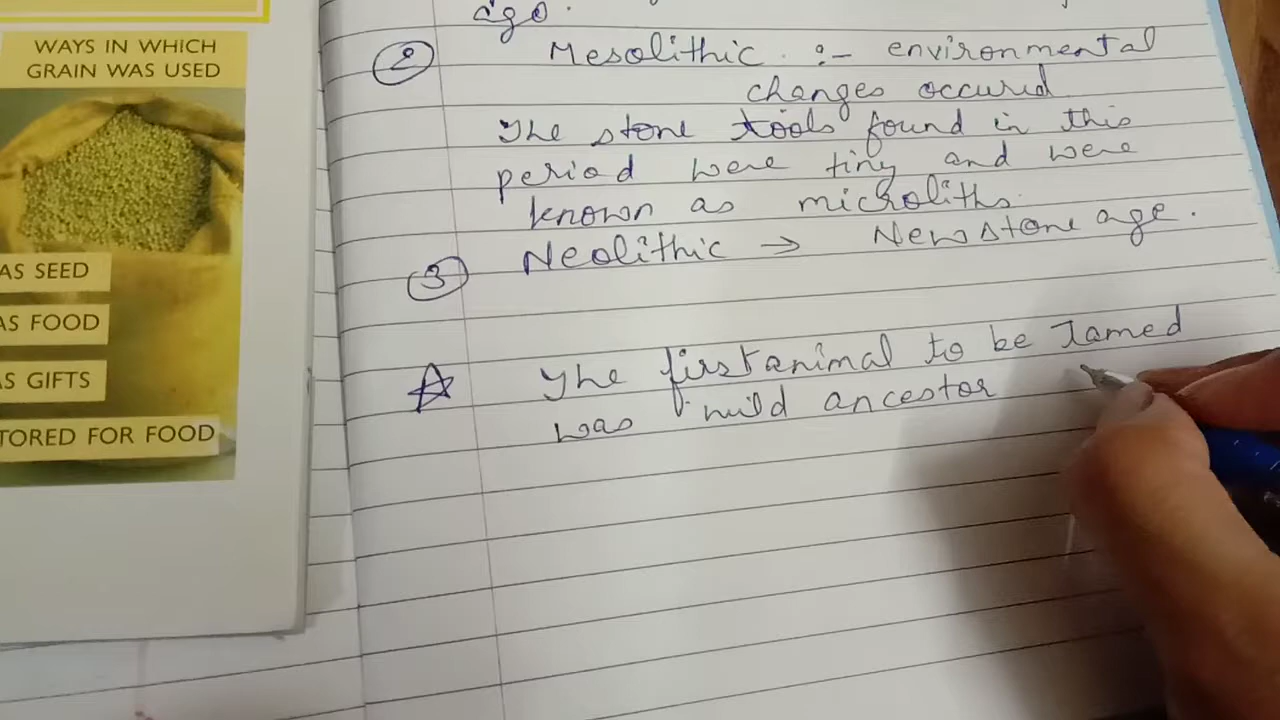 WAYS IN WHICH
GRAIN WAS USED
AS SEED
AS FOOD
AS GIFTS
TORED FOR FOOD
ago.
② Mesolithic :- environmental
changes occured
The stone tools found in this
period were tiny and were
known as microliths.
③ Neolithic → New stone age.
☆ The first animal to be Tamed
was wild ancestor